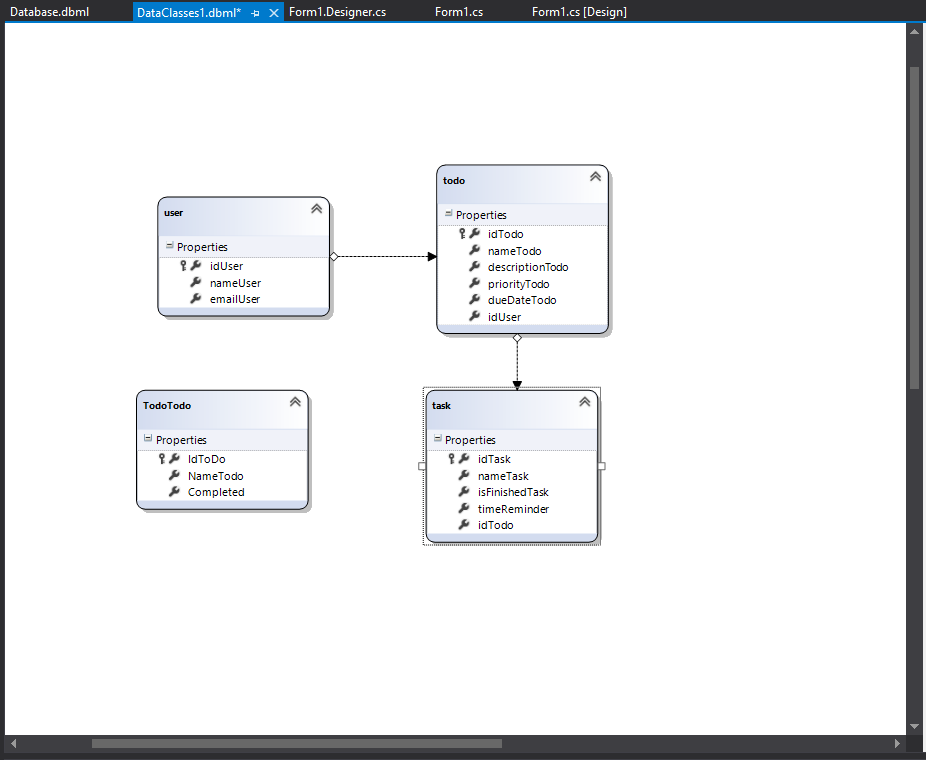 Database.dbml
DataClasses1.dbml*
Form1.Designer.cs
Form1.cs
Form1.cs [Design]
user
Properties
idUser
nameUser
emailUser
todo
Properties
idTodo
nameTodo
descriptionTodo
priorityTodo
dueDateTodo
idUser
TodoTodo
Properties
IdToDo
NameTodo
Completed
task
Properties
idTask
nameTask
isFinishedTask
timeReminder
idTodo